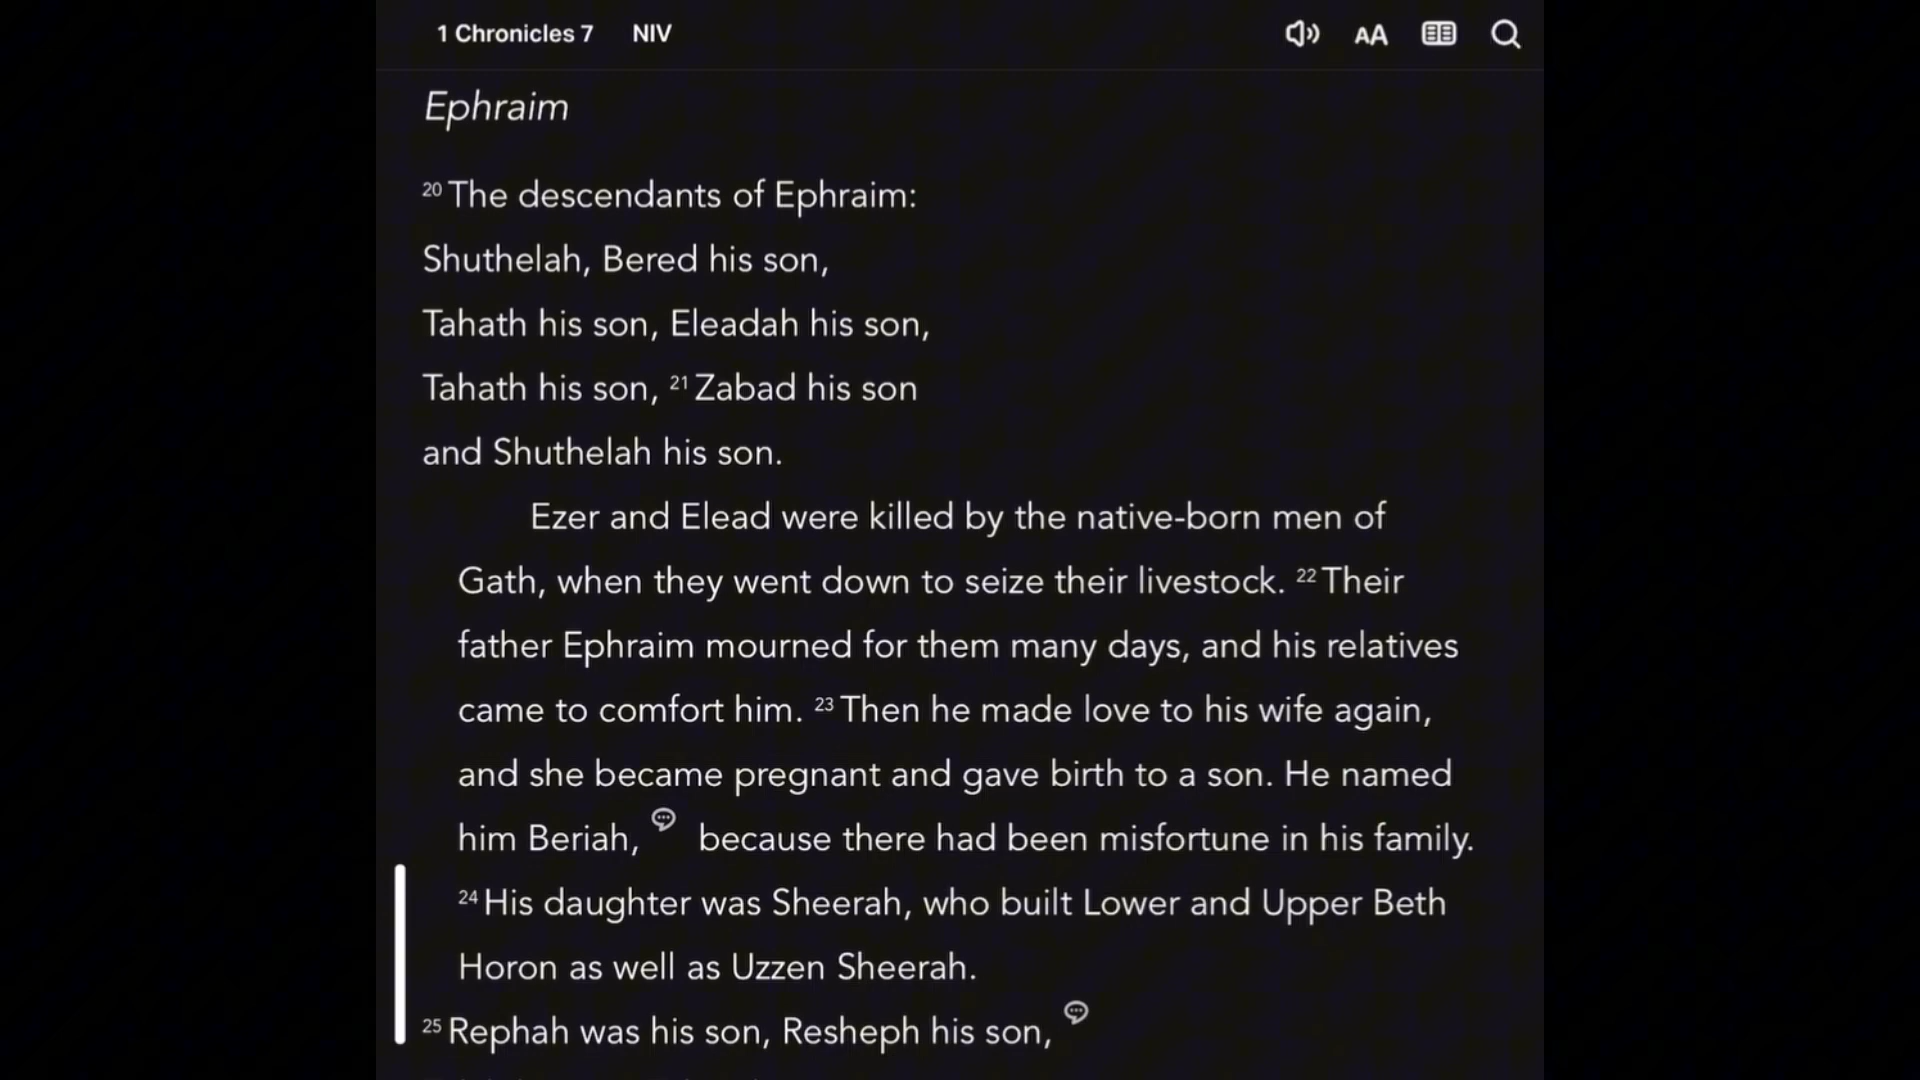 1 Chronicles 7 NIV AA
Ephraim
20 The descendants of Ephraim:
Shuthelah, Bered his son,
Tahath his son, Eleadah his son,
Tahath his son, 21 Zabad his son
and Shuthelah his son.
Ezer and Elead were killed by the native-born men of
Gath, when they went down to seize their livestock. 22 Their
father Ephraim mourned for them many days, and his relatives
came to comfort him. 23 Then he made love to his wife again,
and she became pregnant and gave birth to a son. He named
him Beriah, because there had been misfortune in his family.
24 His daughter was Sheerah, who built Lower and Upper Beth
Horon as well as Uzzen Sheerah.
25 Rephah was his son, Resheph his son,